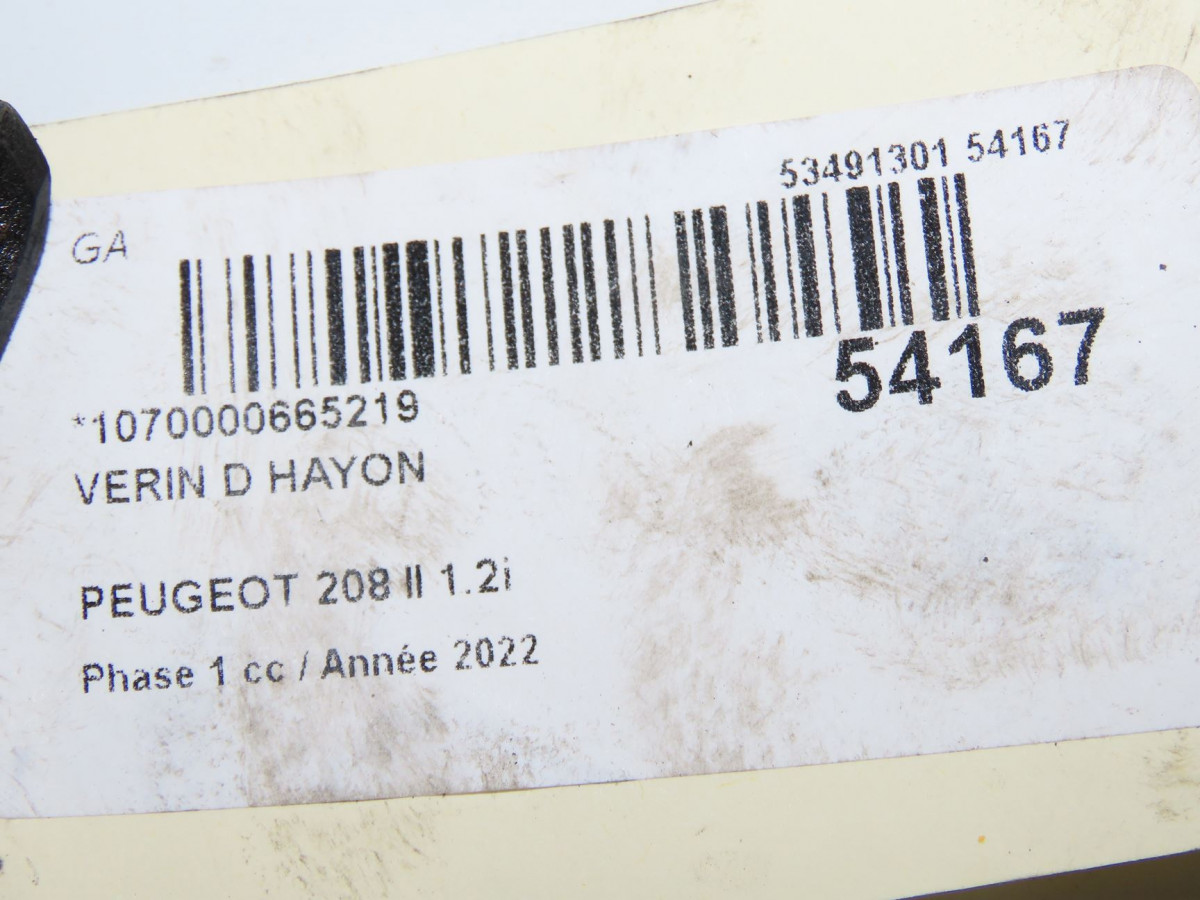 53491301 54167
GA
54167
*1070000665219
VERIN D HAYON
PEUGEOT 208 II 1.2i
Phase 1 cc / Année 2022